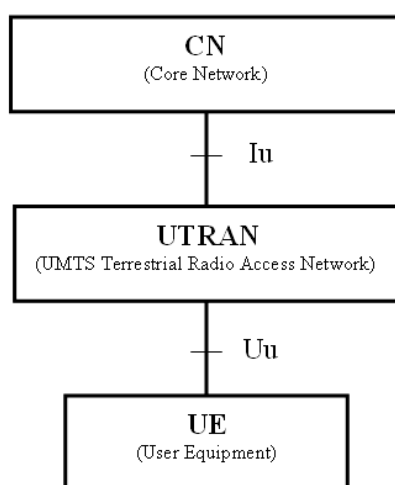 CN
(Core Network)
Iu
UTRAN
(UMTS Terrestrial Radio Access Network)
Uu
UE
(User Equipment)